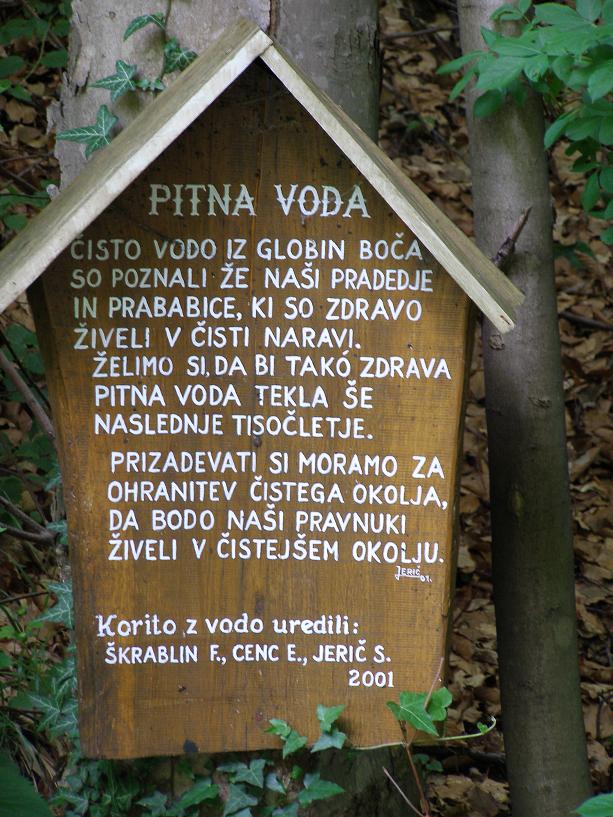 PITNA VODA
ČISTO VODO IZ GLOBIN BOČA
SO POZNALI ŽE NAŠI PRADEDJE
IN PRABABICE, KI SO ZDRAVO
ŽIVELI V ČISTI NARAVI.
ŽELIMO SI, DA BI TAKÓ ZDRAVA
PITNA VODA TEKLA ŠE
NASLEDNJE TISOČLETJE.
PRIZADEVATI SI MORAMO ZA
OHRANITEV ČISTEGA OKOLJA,
DA BODO NAŠI PRAVNUKI
ŽIVELI V ČISTEJŠEM OKOLJU.
JERIČ 01.
Korito z vodo uredili:
ŠKRABLIN F., CENC E., JERIČ S.
2001